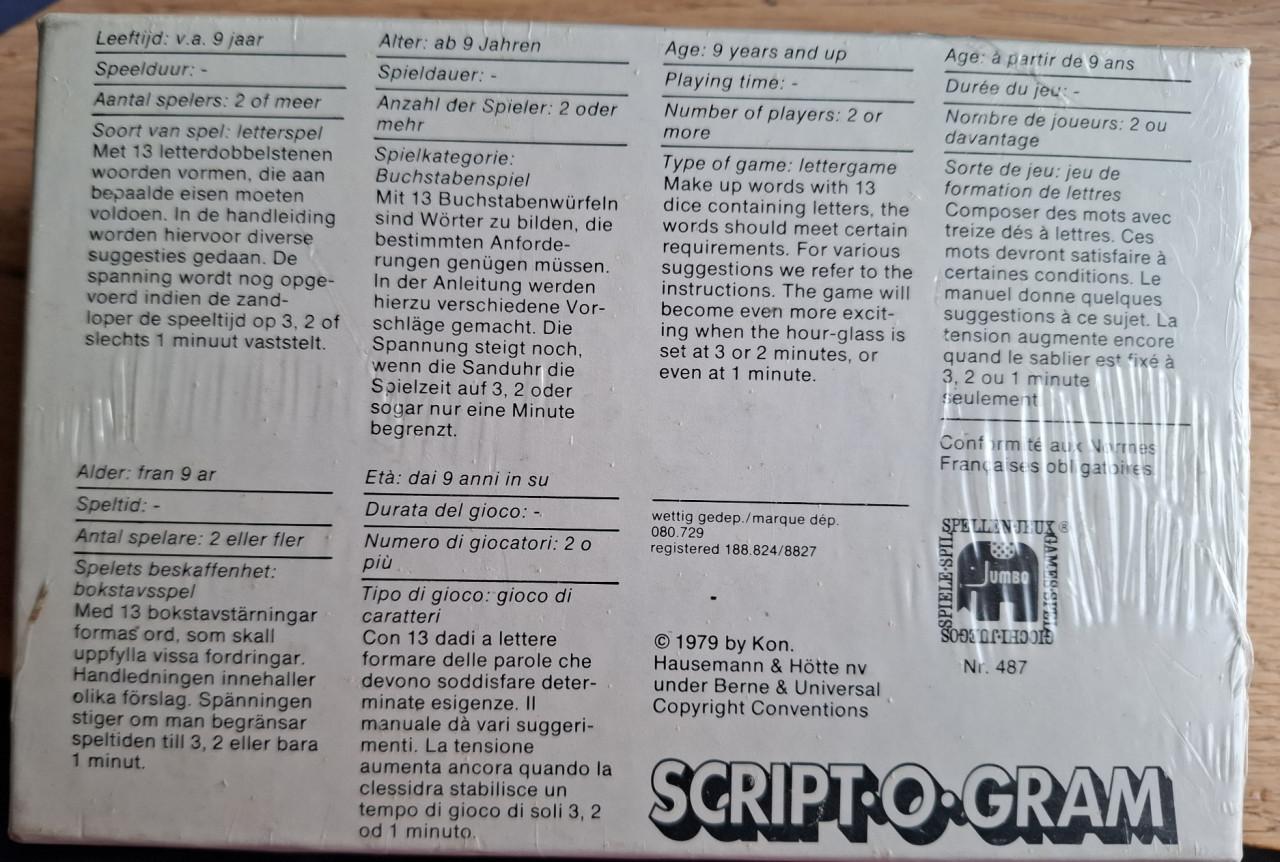 Leeftijd: v.a. 9 jaar
Speelduur: -
Aantal spelers: 2 of meer
Soort van spel: letterspel
Met 13 letterdobbelstenen
woorden vormen, die aan
bepaalde eisen moeten
voldoen. In de handleiding
worden hiervoor diverse
suggesties gedaan. De
spanning wordt nog opge-
voerd indien de zand-
loper de speeltijd op 3, 2 of
slechts 1 minuut vaststelt.
Alter: ab 9 Jahren
Spieldauer: -
Anzahl der Spieler: 2 oder
mehr
Spielkategorie:
Buchstabenspiel
Mit 13 Buchstabenwürfeln
sind Wörter zu bilden, die
bestimmten Anforde-
rungen genügen müssen.
In der Anleitung werden
hierzu verschiedene Vor-
schläge gemacht. Die
Spannung steigt noch,
wenn die Sanduhr die
Spielzeit auf 3, 2 oder
sogar nur eine Minute
begrenzt.
Age: 9 years and up
Playing time: -
Number of players: 2 or
more
Type of game: lettergame
Make up words with 13
dice containing letters, the
words should meet certain
requirements. For various
suggestions we refer to the
instructions. The game will
become even more excit-
ing when the hour-glass is
set at 3 or 2 minutes, or
even at 1 minute.
Age: à partir de 9 ans
Durée du jeu: -
Nombre de joueurs: 2 ou
davantage
Sorte de jeu: jeu de
formation de lettres
Composer des mots avec
treize dés à lettres. Ces
mots devront satisfaire à
certaines conditions. Le
manuel donne quelques
suggestions à ce sujet. La
tension augmente encore
quand le sablier est fixé à
3, 2 ou 1 minute
seulement
Conformité aux Normes
Françaises obligatoires
Alder: fran 9 ar
Speltid: -
Antal spelare: 2 eller fler
Spelets beskaffenhet:
bokstavsspel
Med 13 bokstavstärningar
formas ord, som skall
uppfylla vissa fordringar.
Handledningen innehaller
olika förslag. Spänningen
stiger om man begränsar
speltiden till 3, 2 eller bara
1 minut.
Età: dai 9 anni in su
Durata del gioco: -
Numero di giocatori: 2 o
più
Tipo di gioco: gioco di
caratteri
Con 13 dadi a lettere
formare delle parole che
devono soddisfare deter-
minate esigenze. Il
manuale dà vari suggeri-
menti. La tensione
aumenta ancora quando la
clessidra stabilisce un
tempo di gioco di soli 3, 2
od 1 minuto.
wettig gedep./marque dép.
080.729
registered 188.824/8827
© 1979 by Kon.
Hausemann & Hötte nv
under Berne & Universal
Copyright Conventions
SPELLEN·JEUX ®
GAMES·
GIOCHI·
SPIELE·SPIL
JUMBO
Nr. 487
SCRIPT·O·GRAM